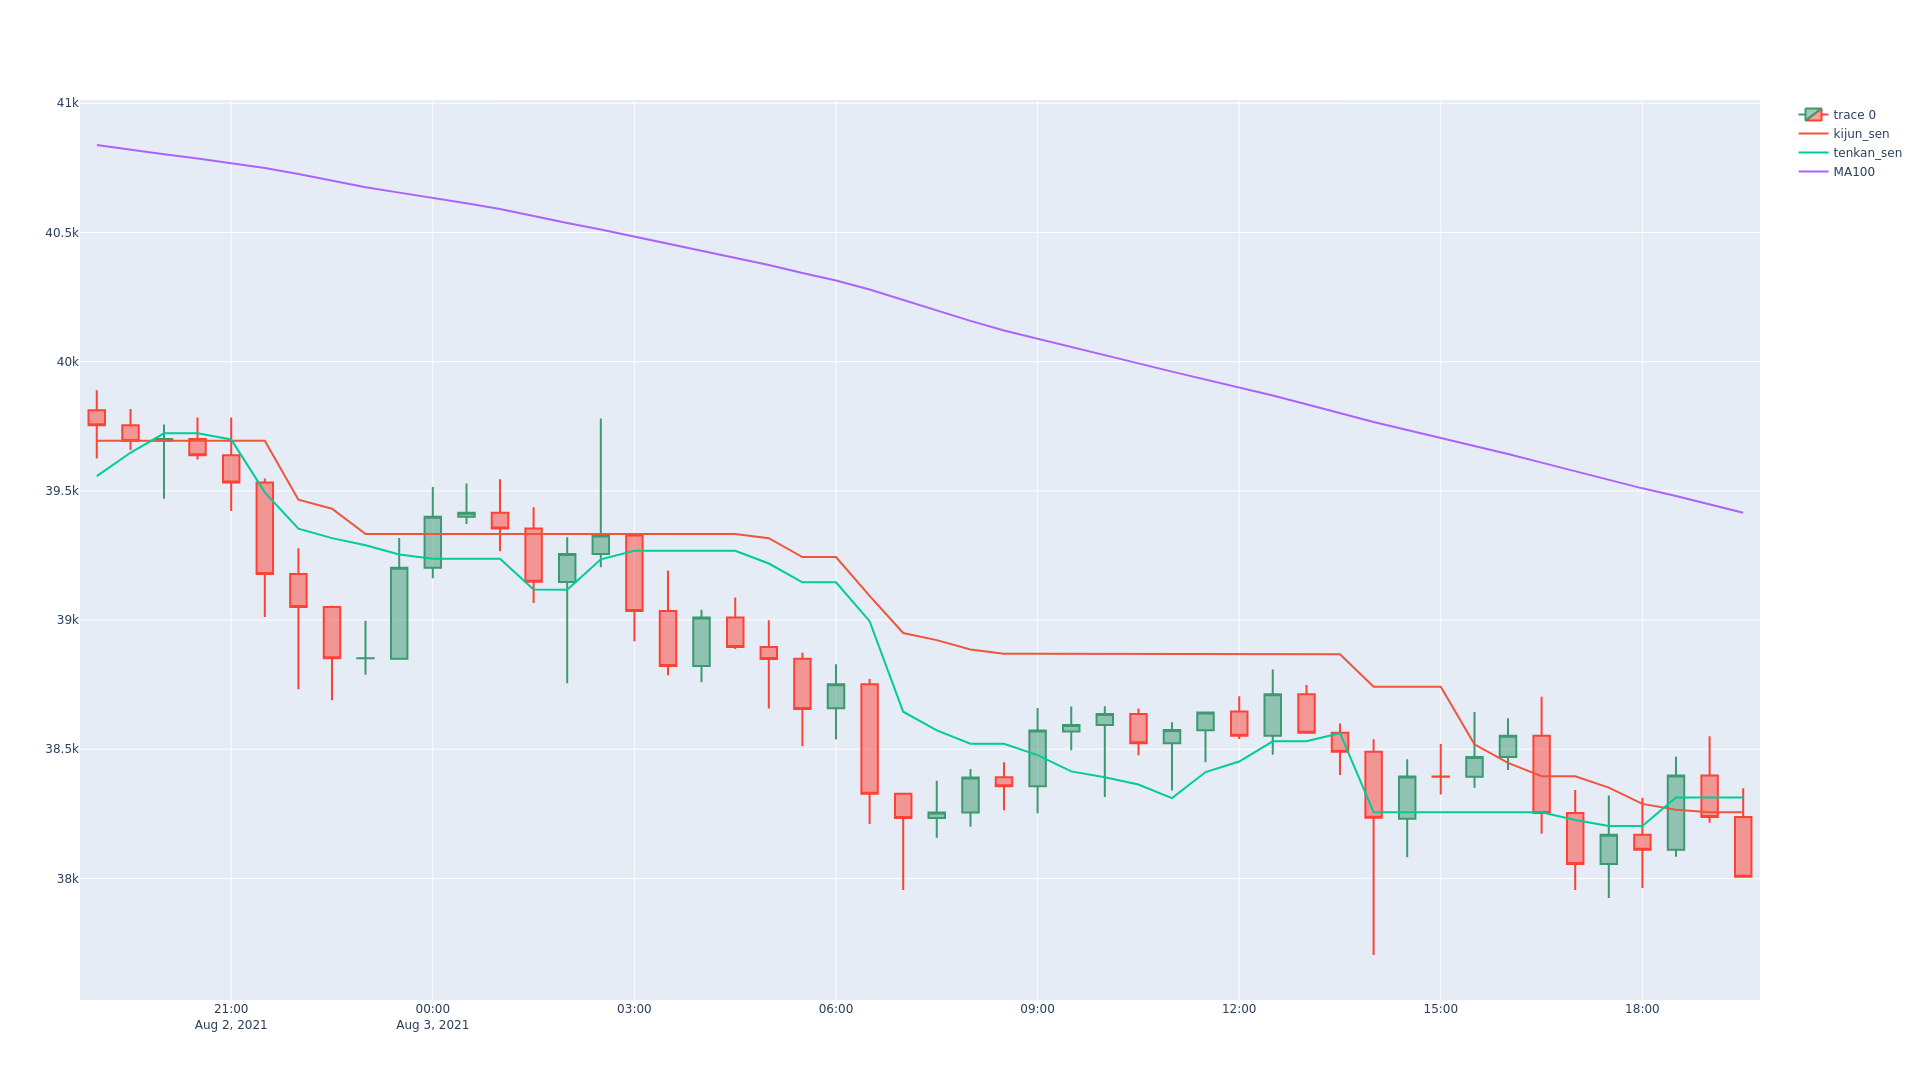 41k
40.5k
40k
39.5k
39k
38.5k
38k
21:00
Aug 2, 2021
00:00
Aug 3, 2021
03:00
06:00
09:00
12:00
15:00
18:00
trace 0
kijun_sen
tenkan_sen
MA100